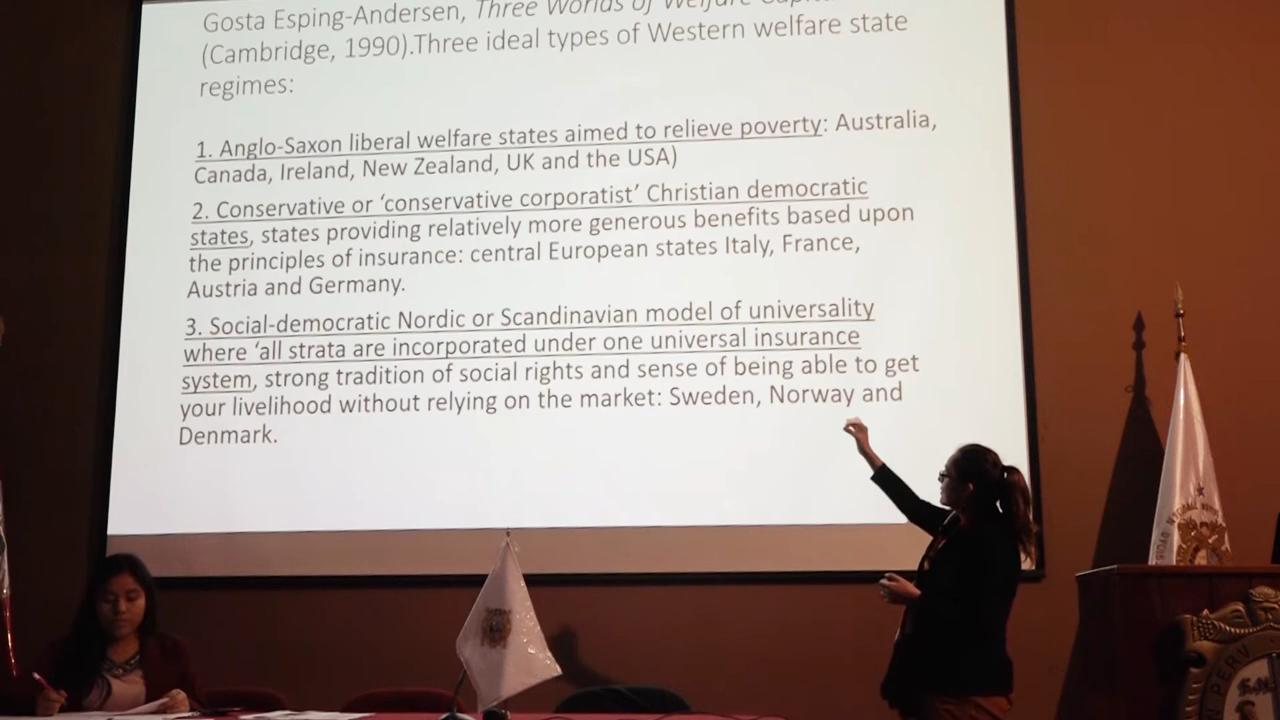 Gosta Esping-Andersen, Three Worlds of Welfare
(Cambridge, 1990).Three ideal types of Western welfare state
regimes:
1. Anglo-Saxon liberal welfare states aimed to relieve poverty: Australia,
Canada, Ireland, New Zealand, UK and the USA)
2. Conservative or ‘conservative corporatist’ Christian democratic
states, states providing relatively more generous benefits based upon
the principles of insurance: central European states Italy, France,
Austria and Germany.
3. Social-democratic Nordic or Scandinavian model of universality
where ‘all strata are incorporated under one universal insurance
system, strong tradition of social rights and sense of being able to get
your livelihood without relying on the market: Sweden, Norway and
Denmark.
PERV